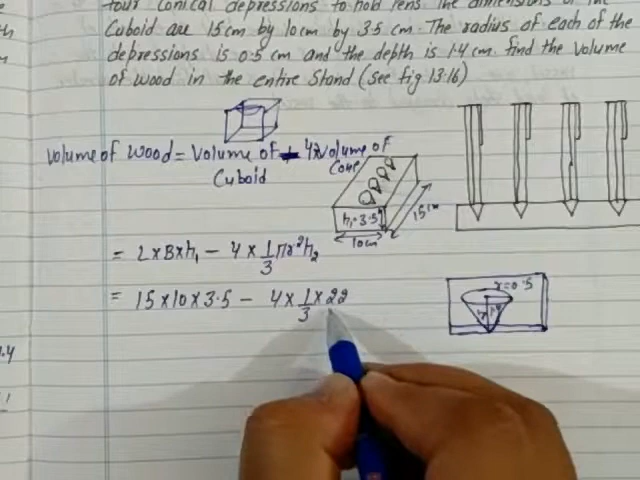 four conical depressions to hold pens the dimensions of the
Cuboid are 15cm by 10cm by 3.5 cm. The radius of each of the
depressions is 0.5 cm and the depth is 1.4 cm. find the volume
of wood in the entire Stand (See fig 13.16)
Volume of wood = Volume of - 4x volume of
Cuboid Cone
h₁=3.5
10cm
15cm
= L×B×h₁ - 4 × 1/3 πr²h₂
= 15×10×3.5 - 4 × 1/3 × 22
r=0.5